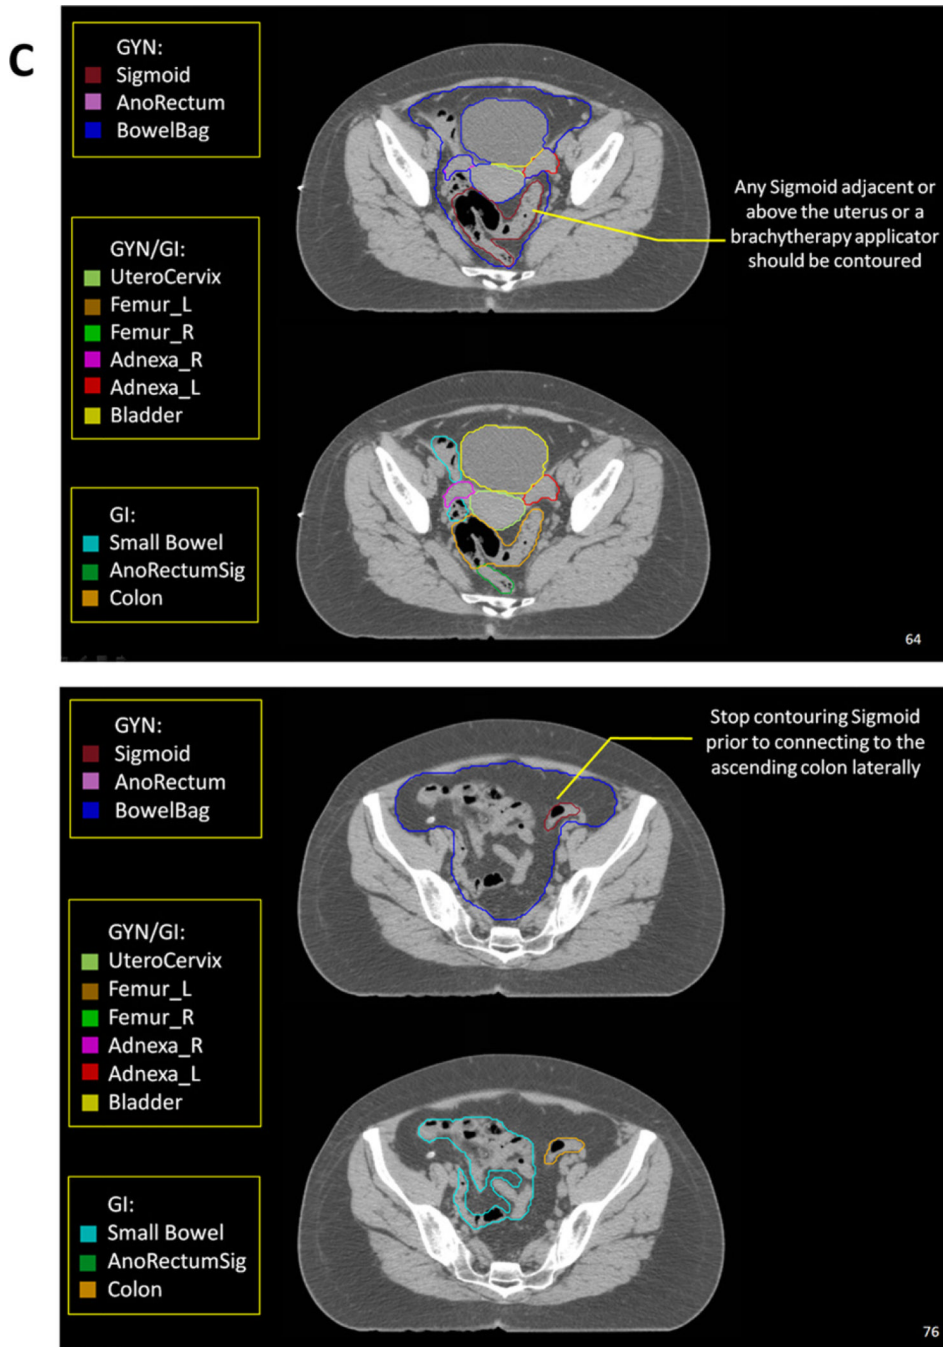 C
GYN:
Sigmoid
AnoRectum
BowelBag
Any Sigmoid adjacent or
above the uterus or a
brachytherapy applicator
should be contoured
GYN/GI:
UteroCervix
Femur_L
Femur_R
Adnexa_R
Adnexa_L
Bladder
GI:
Small Bowel
AnoRectumSig
Colon
64
GYN:
Sigmoid
AnoRectum
BowelBag
Stop contouring Sigmoid
prior to connecting to the
ascending colon laterally
GYN/GI:
UteroCervix
Femur_L
Femur_R
Adnexa_R
Adnexa_L
Bladder
GI:
Small Bowel
AnoRectumSig
Colon
76